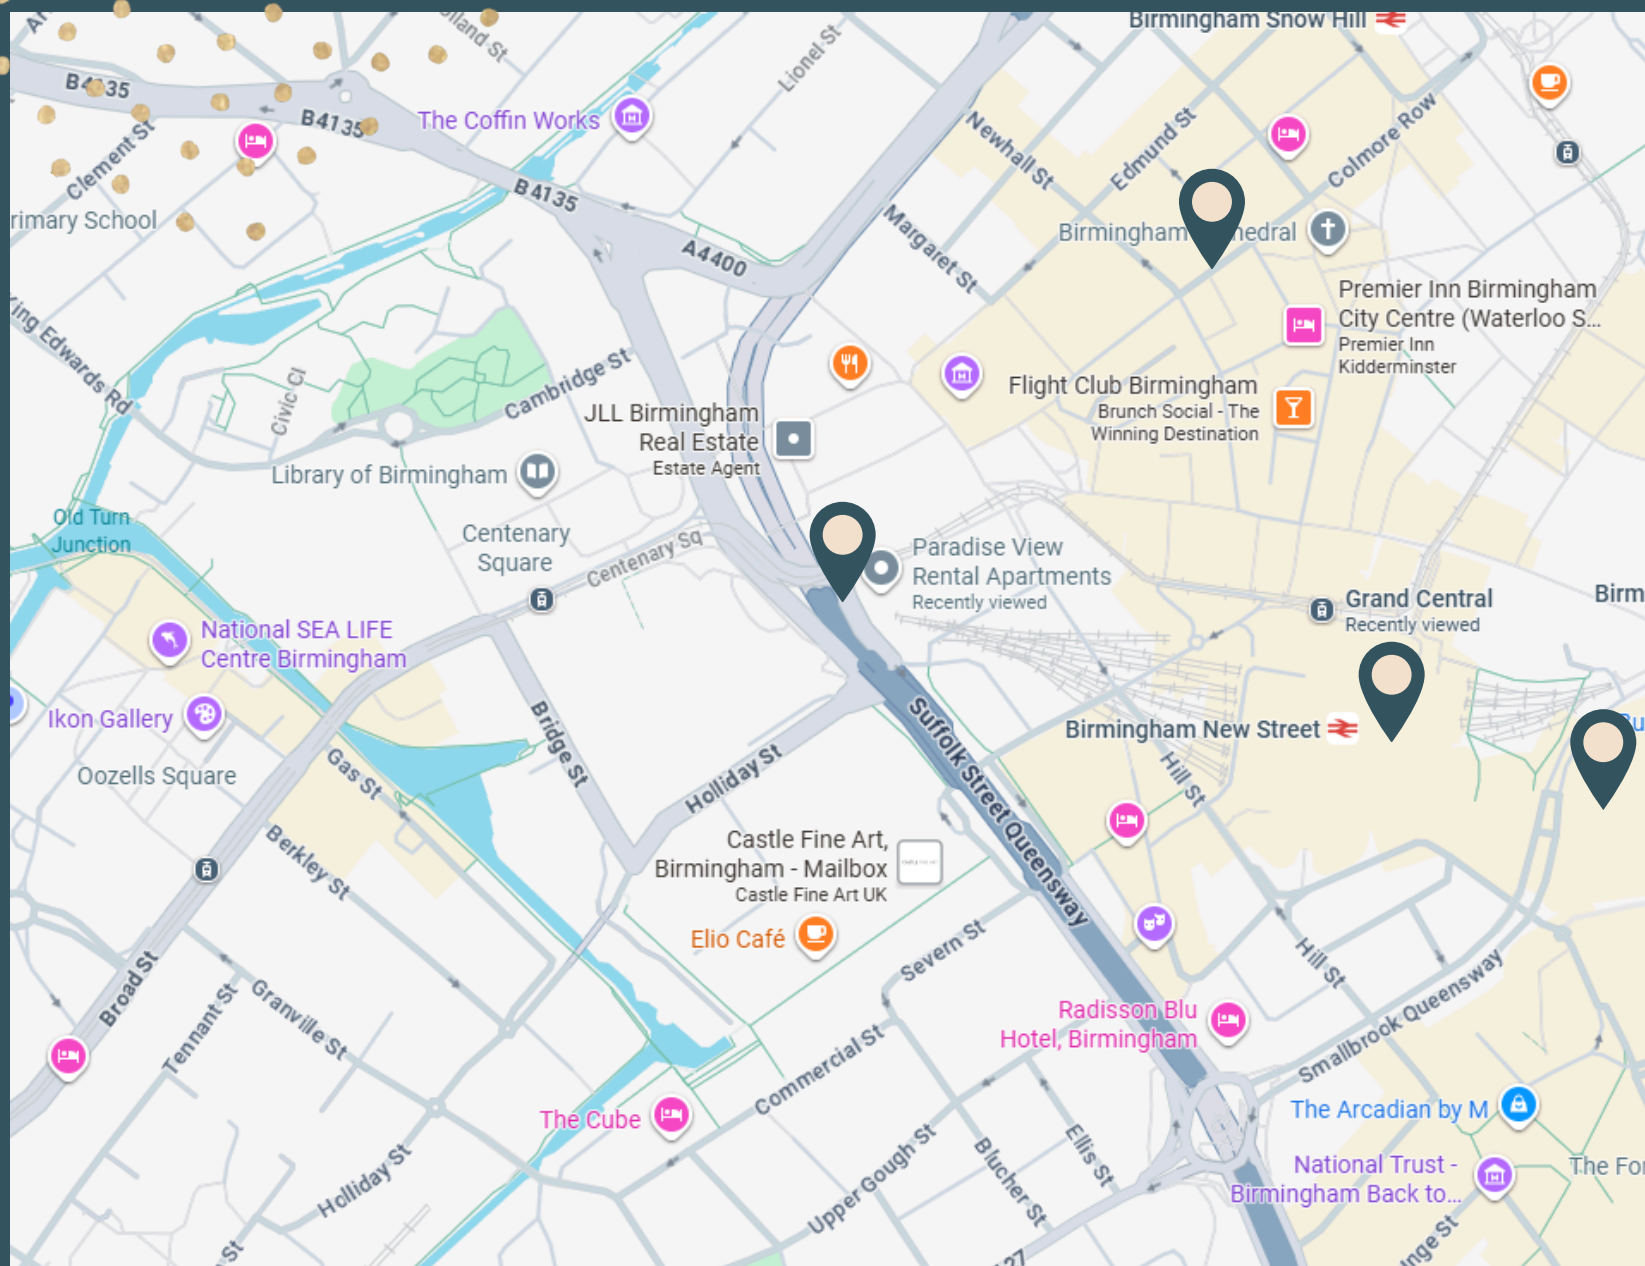 Birmingham Snow Hill
Lionel St
B4135
B4135
The Coffin Works
Clement St
B4135
Newhall St
Edmund St
Colmore Row
rimary School
A4400
Margaret St
Birmingham
hedral
Premier Inn Birmingham
City Centre (Waterloo S...
Premier Inn
Kidderminster
King Edwards Rd
Civic Cl
Cambridge St
JLL Birmingham
Real Estate
Estate Agent
Flight Club Birmingham
Brunch Social - The
Winning Destination
Library of Birmingham
Old Turn
Junction
Centenary
Square
Centenary Sq
Paradise View
Rental Apartments
Recently viewed
Grand Central
Recently viewed
Birm
National SEA LIFE
Centre Birmingham
Ikon Gallery
Oozells Square
Gas St
Bridge St
Holliday St
Suffolk Street Queensway
Birmingham New Street
Hill St
Berkley St
Castle Fine Art,
Birmingham - Mailbox
Castle Fine Art UK
Elio Café
Severn St
Hill St
Broad St
Tennant St
Granville St
Radisson Blu
Hotel, Birmingham
Smallbrook Queensway
Commercial St
The Cube
The Arcadian by M
Holliday St
Upper Gough St
Blucher St
Ellis St
National Trust -
Birmingham Back to...
The For
nge St